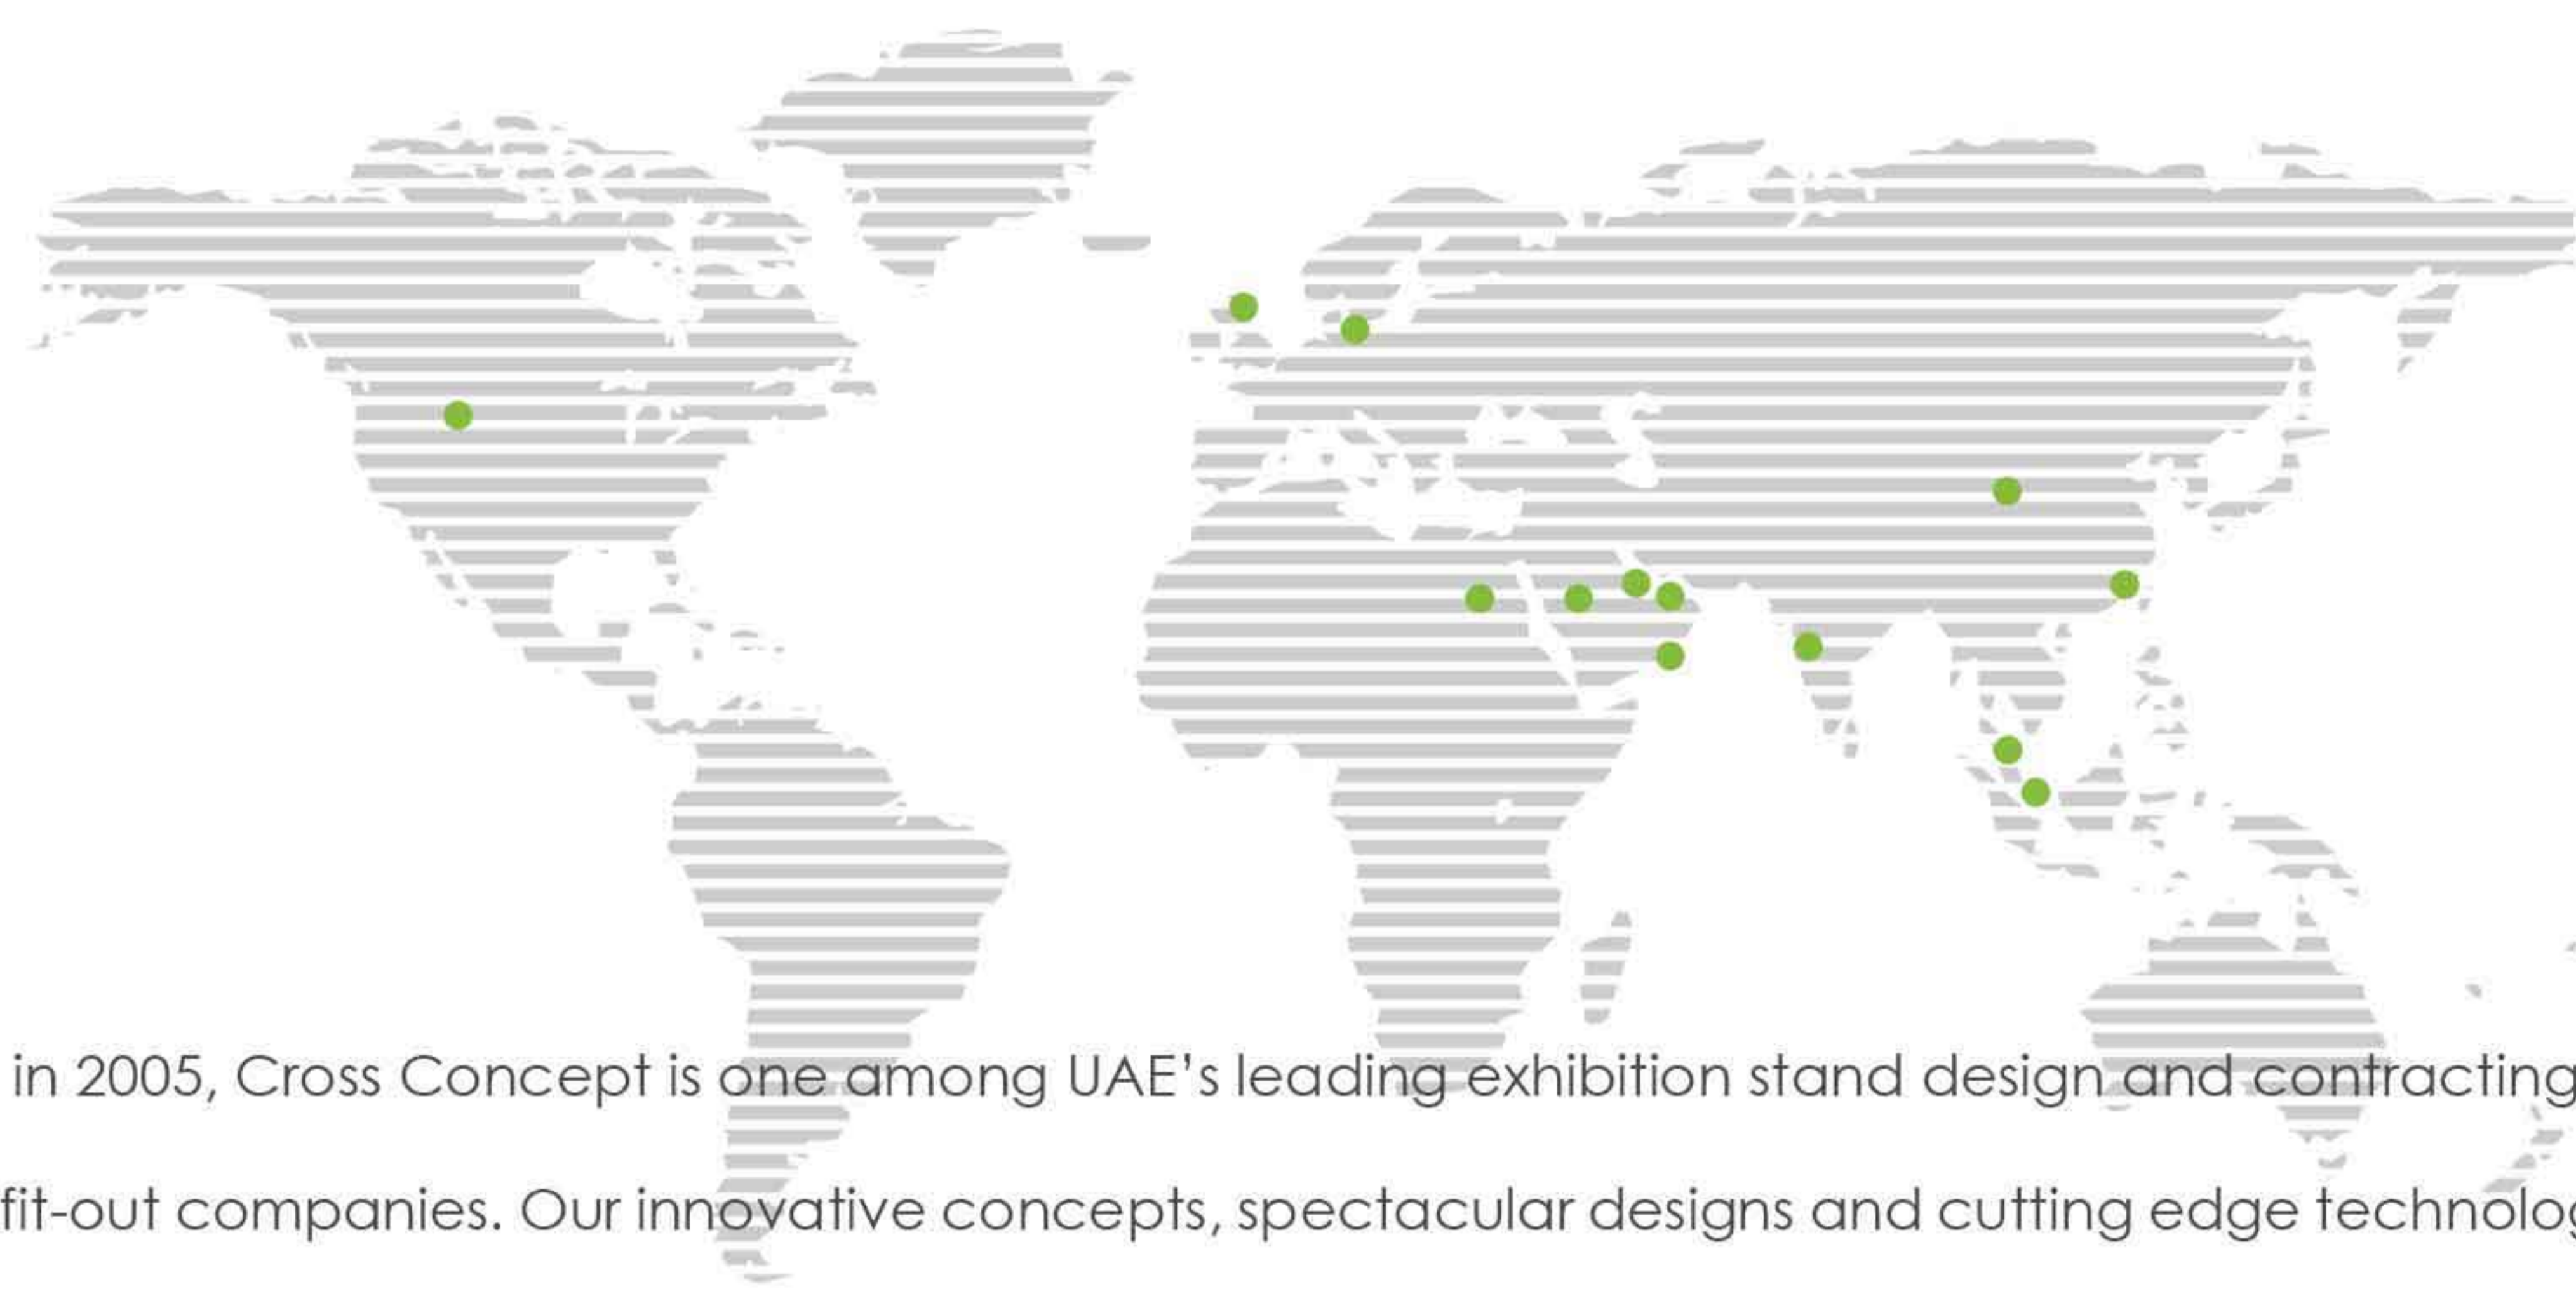 in 2005, Cross Concept is one among UAE’s leading exhibition stand design and contracting
fit-out companies. Our innovative concepts, spectacular designs and cutting edge